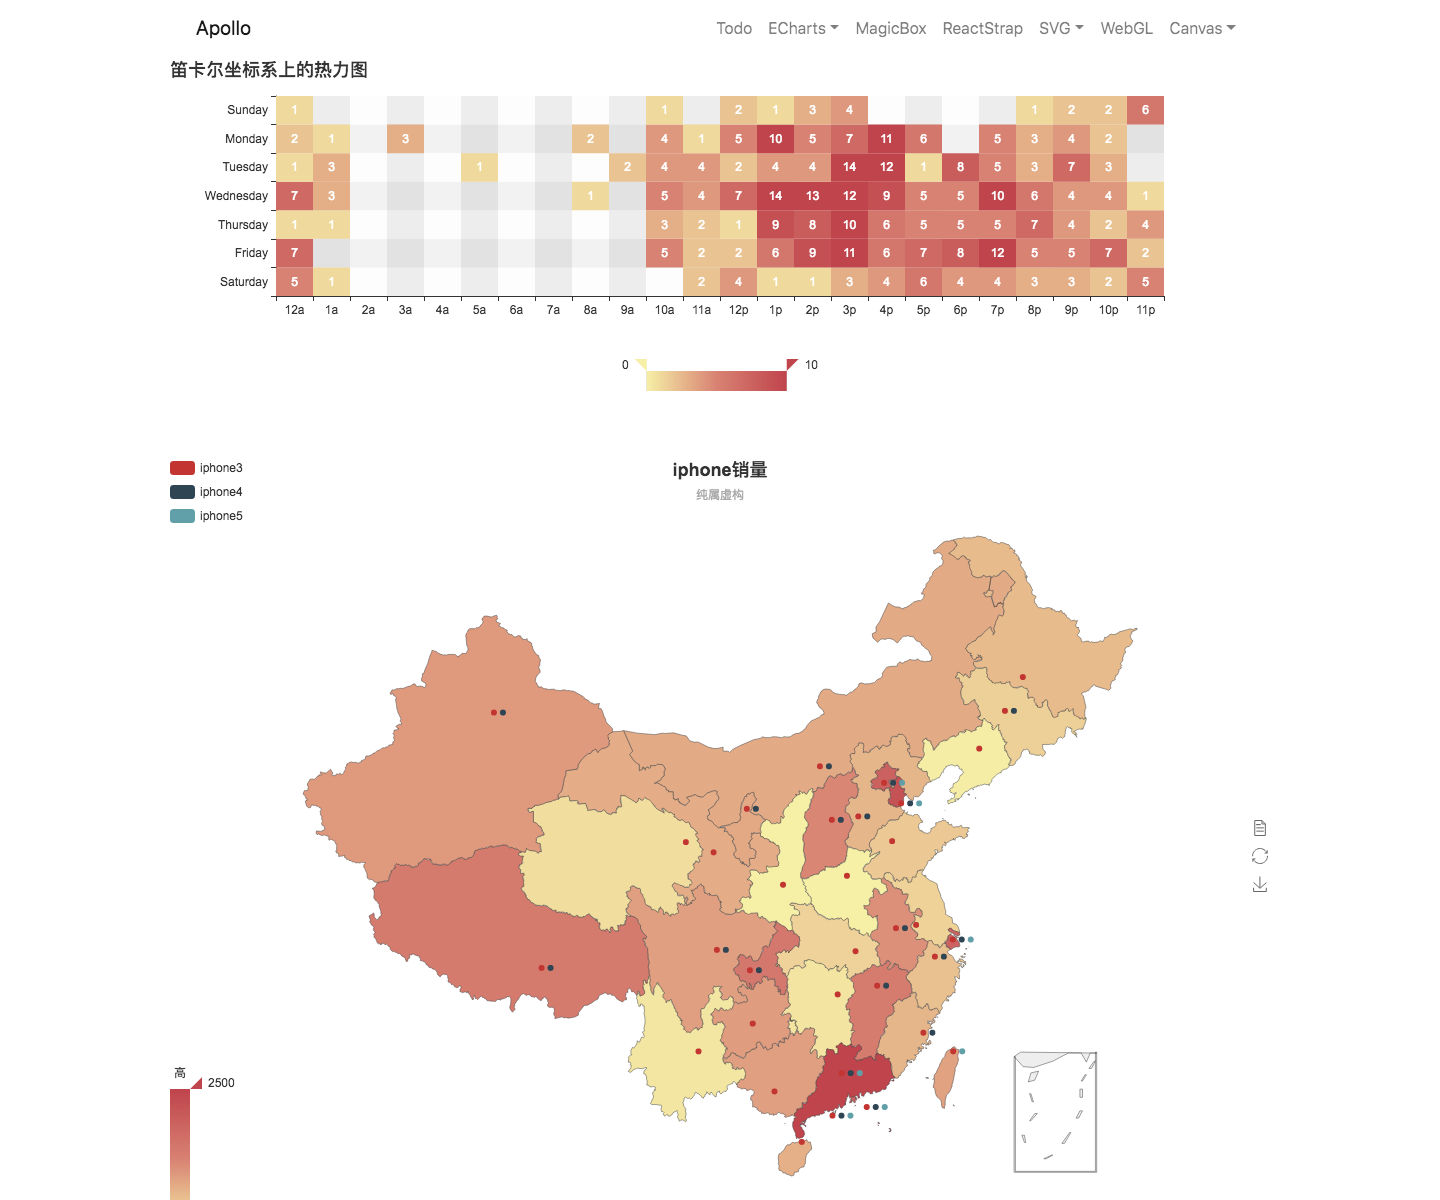 Apollo Todo ECharts MagicBox ReactStrap SVG WebGL Canvas
笛卡尔坐标系上的热力图
Sunday 1 1 2 1 3 4 1 2 2 6
Monday 2 1 3 2 4 1 5 10 5 7 11 6 5 3 4 2
Tuesday 1 3 1 2 4 4 2 4 4 14 12 1 8 5 3 7 3
Wednesday 7 3 1 5 4 7 14 13 12 9 5 5 10 6 4 4 1
Thursday 1 1 3 2 1 9 8 10 6 5 5 5 7 4 2 4
Friday 7 5 2 2 6 9 11 6 7 8 12 5 5 7 2
Saturday 5 1 2 4 1 1 3 4 6 4 4 3 3 2 5
12a 1a 2a 3a 4a 5a 6a 7a 8a 9a 10a 11a 12p 1p 2p 3p 4p 5p 6p 7p 8p 9p 10p 11p
0 10
iphone3
iphone4
iphone5
iphone销量
纯属虚构
高
2500